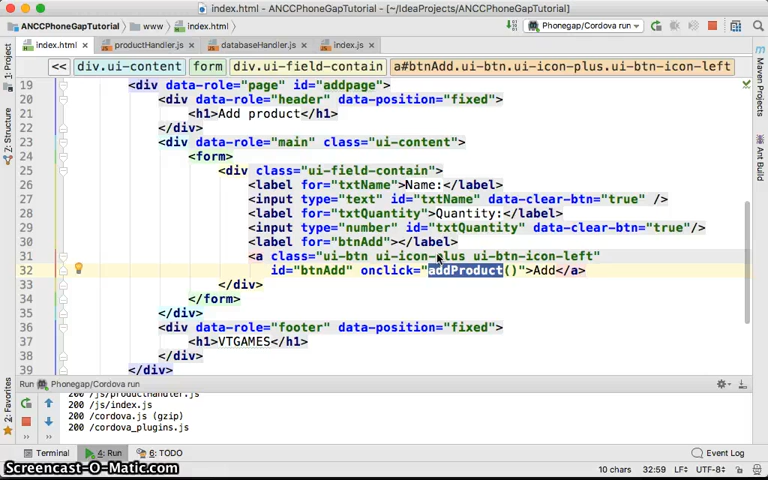 index.html - ANCCPhoneGapTutorial - [~/IdeaProjects/ANCCPhoneGapTutorial]
ANCCPhoneGapTutorial www index.html Phonegap/Cordova run
index.html productHandler.js databaseHandler.js index.js
<< div.ui-content form div.ui-field-contain a#btnAdd.ui-btn.ui-icon-plus.ui-btn-icon-left
19 <div data-role="page" id="addpage">
20 <div data-role="header" data-position="fixed">
21 <h1>Add product</h1>
22 </div>
23 <div data-role="main" class="ui-content">
24 <form>
25 <div class="ui-field-contain">
26 <label for="txtName">Name:</label>
27 <input type="text" id="txtName" data-clear-btn="true" />
28 <label for="txtQuantity">Quantity:</label>
29 <input type="number" id="txtQuantity" data-clear-btn="true"/>
30 <label for="btnAdd"></label>
31 <a class="ui-btn ui-icon-plus ui-btn-icon-left"
32 id="btnAdd" onclick="addProduct()">Add</a>
33 </div>
34 </form>
35 </div>
36 <div data-role="footer" data-position="fixed">
37 <h1>VTGAMES</h1>
38 </div>
39 </div>
1: Project
7: Structure
2: Favorites
Maven Projects
Ant Build
Run Phonegap/Cordova run
200 /js/productHandler.js
200 /js/index.js
200 /cordova.js (gzip)
200 /cordova_plugins.js
Terminal 4: Run 6: TODO Event Log
10 chars 32:59 LF UTF-8
Screencast-O-Matic.com